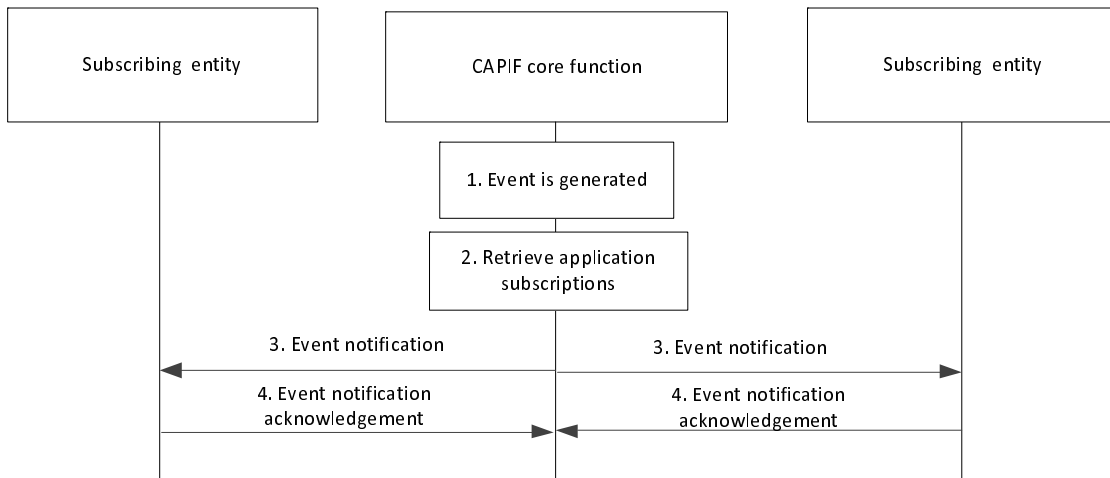 Subscribing entity
CAPIF core function
Subscribing entity
1. Event is generated
2. Retrieve application
subscriptions
3. Event notification
3. Event notification
4. Event notification
acknowledgement
4. Event notification
acknowledgement